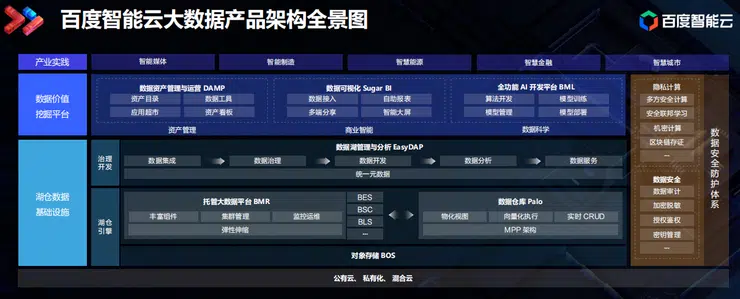 百度智能云大数据产品架构全景图
百度智能云
产业实践
智能媒体
智能制造
智慧能源
智慧金融
智慧城市
数据价值
挖掘平台
数据资产管理与运营 DAMP
资产目录
数据工具
应用超市
资产看板
资产管理
数据可视化 Sugar BI
数据接入
自助报表
多端分享
智能大屏
商业智能
全功能 AI 开发平台 BML
算法开发
模型训练
模型管理
模型部署
数据科学
湖仓数据
基础设施
治理
开发
数据湖管理与分析 EasyDAP
数据集成
数据治理
数据开发
数据分析
数据服务
统一元数据
湖仓
引擎
托管大数据平台 BMR
丰富组件
集群管理
监控运维
弹性伸缩
BES
BSC
BLS
...
数据仓库 Palo
物化视图
向量化执行
实时 CRUD
MPP 架构
对象存储 BOS
隐私计算
多方安全计算
安全联邦学习
机密计算
区块链存证
...
数据安全
数据审计
加密脱敏
授权鉴权
密钥管理
...
数据安全防护体系
公有云、 私有化、 混合云